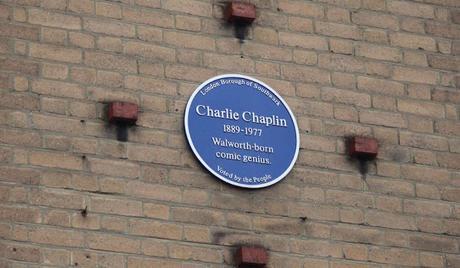 London Borough of Southwark
Charlie Chaplin
1889-1977
Walworth-born
comic genius.
Voted by the People